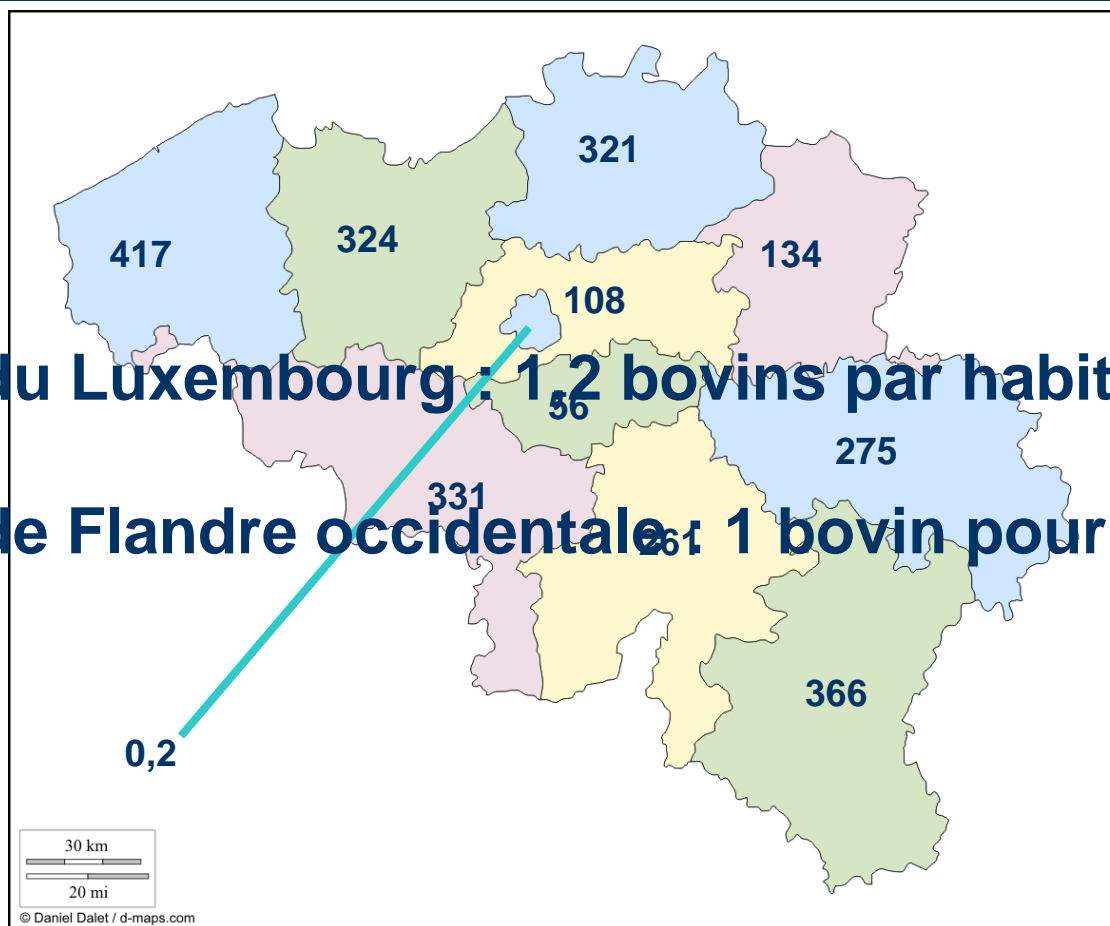 321
417
324
134
108
du Luxembourg : 1,2 bovins par habit
56
275
331
de Flandre occidentale : 1 bovin pour
261
366
0,2
30 km
20 mi
© Daniel Dalet / d-maps.com